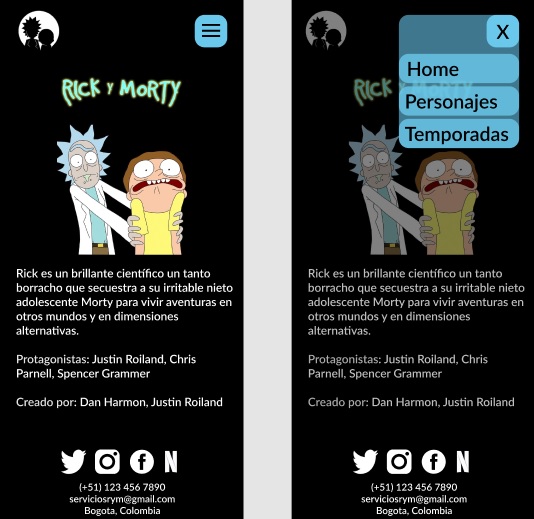 RICK Y MORTY
Rick es un brillante científico un tanto
borracho que secuestra a su irritable nieto
adolescente Morty para vivir aventuras en
otros mundos y en dimensiones
alternativas.
Protagonistas: Justin Roiland, Chris
Parnell, Spencer Grammer
Creado por: Dan Harmon, Justin Roiland
N
(+51) 123 456 7890
serviciosrym@gmail.com
Bogota, Colombia
X
Home
Personajes
Temporadas
RICK Y MORTY
Rick es un brillante científico un tanto
borracho que secuestra a su irritable nieto
adolescente Morty para vivir aventuras en
otros mundos y en dimensiones
alternativas.
Protagonistas: Justin Roiland, Chris
Parnell, Spencer Grammer
Creado por: Dan Harmon, Justin Roiland
N
(+51) 123 456 7890
serviciosrym@gmail.com
Bogota, Colombia